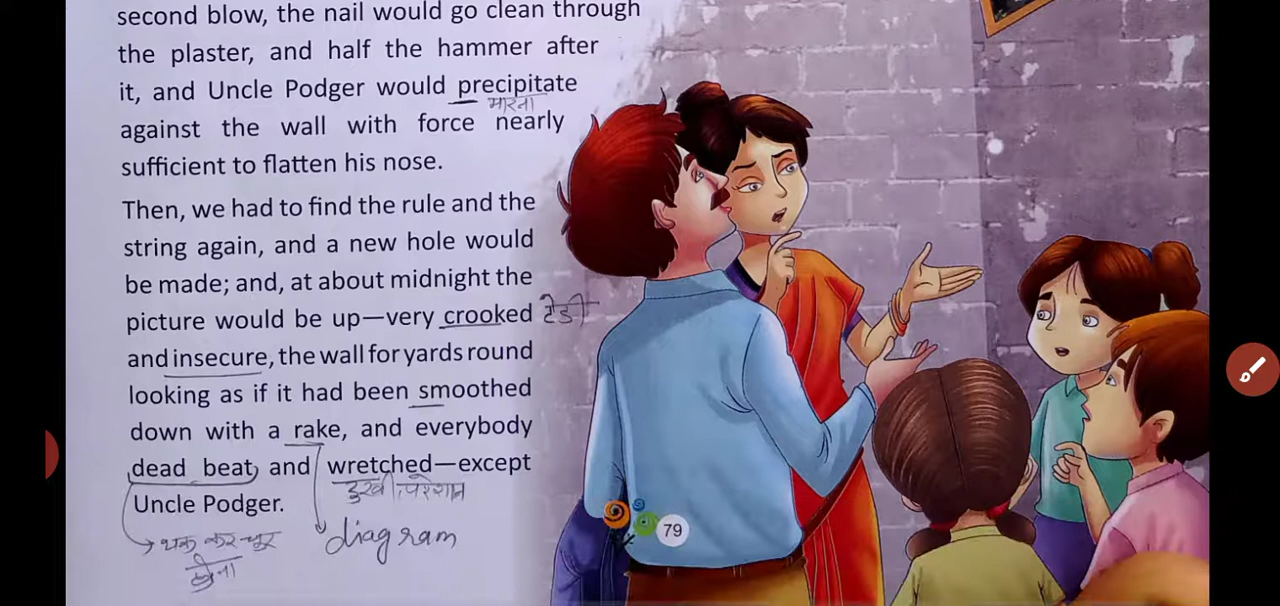 second blow, the nail would go clean through
the plaster, and half the hammer after
it, and Uncle Podger would precipitate
मारना
against the wall with force nearly
sufficient to flatten his nose.
Then, we had to find the rule and the
string again, and a new hole would
be made; and, at about midnight the
picture would be up—very crooked टेडी
and insecure, the wall for yards round
looking as if it had been smoothed
down with a rake, and everybody
dead beat and wretched—except
दुखी परेशान
Uncle Podger.
थक कर चूर diagram
होना
79